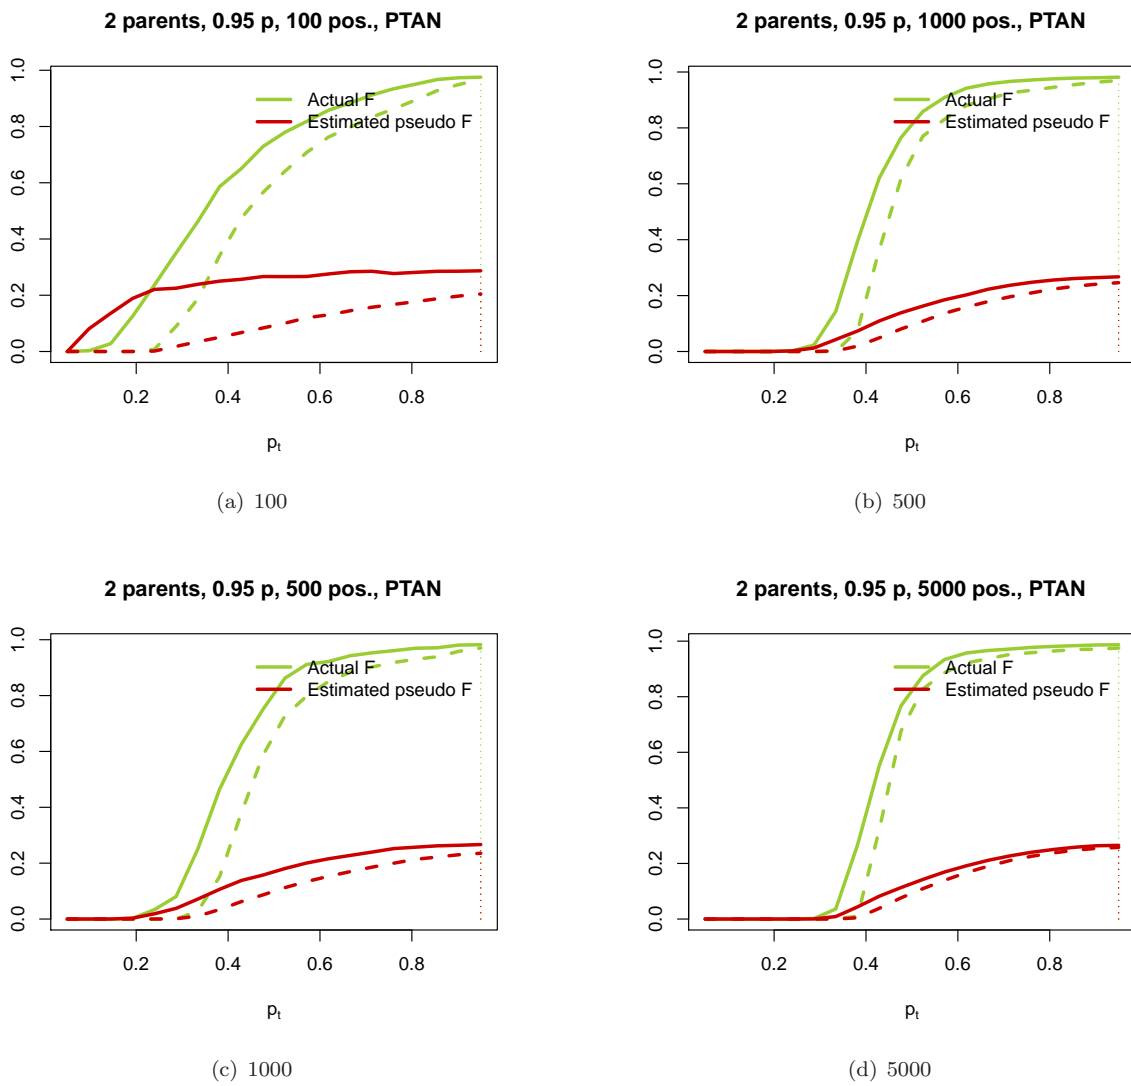 2 parents, 0.95 p, 100 pos., PTAN
1.0
0.8
0.6
0.4
0.2
0.0
Actual F
Estimated pseudo F
0.2 0.4 0.6 0.8
pt
(a) 100
2 parents, 0.95 p, 1000 pos., PTAN
1.0
0.8
0.6
0.4
0.2
0.0
Actual F
Estimated pseudo F
0.2 0.4 0.6 0.8
pt
(b) 500
2 parents, 0.95 p, 500 pos., PTAN
1.0
0.8
0.6
0.4
0.2
0.0
Actual F
Estimated pseudo F
0.2 0.4 0.6 0.8
pt
(c) 1000
2 parents, 0.95 p, 5000 pos., PTAN
1.0
0.8
0.6
0.4
0.2
0.0
Actual F
Estimated pseudo F
0.2 0.4 0.6 0.8
pt
(d) 5000